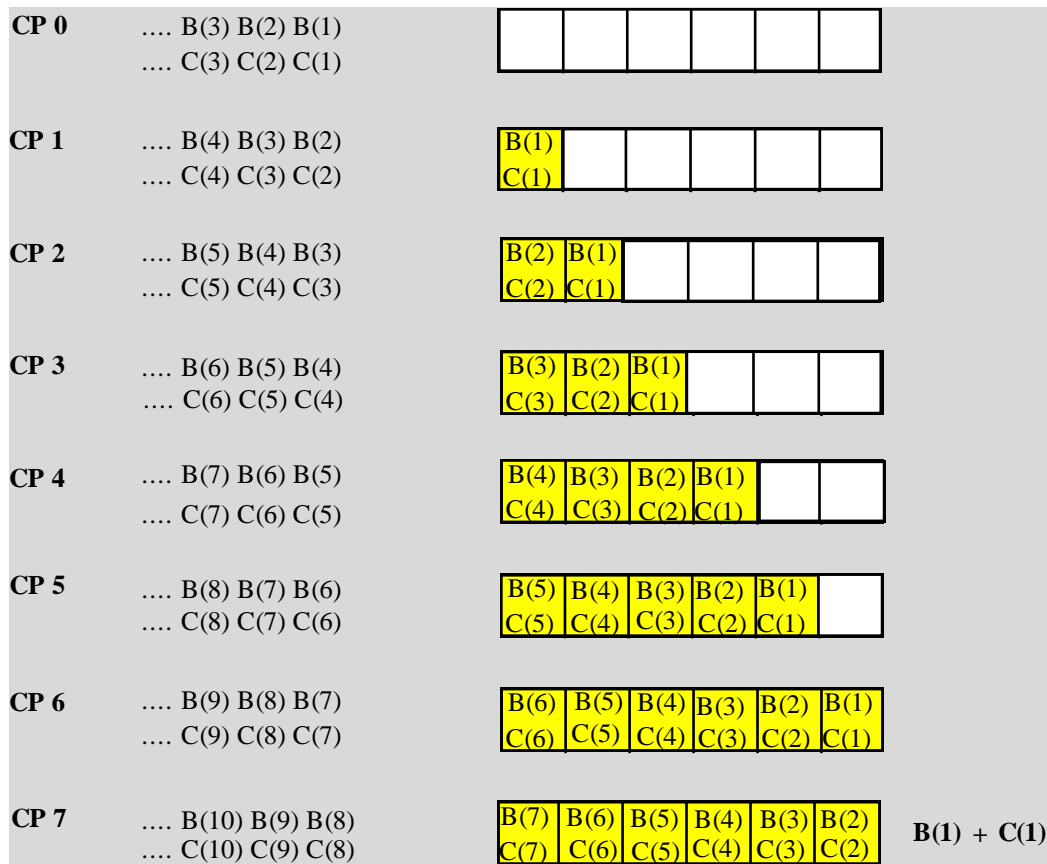 CP 0 .... B(3) B(2) B(1)
.... C(3) C(2) C(1)
CP 1 .... B(4) B(3) B(2) B(1)
.... C(4) C(3) C(2) C(1)
CP 2 .... B(5) B(4) B(3) B(2) B(1)
.... C(5) C(4) C(3) C(2) C(1)
CP 3 .... B(6) B(5) B(4) B(3) B(2) B(1)
.... C(6) C(5) C(4) C(3) C(2) C(1)
CP 4 .... B(7) B(6) B(5) B(4) B(3) B(2) B(1)
.... C(7) C(6) C(5) C(4) C(3) C(2) C(1)
CP 5 .... B(8) B(7) B(6) B(5) B(4) B(3) B(2) B(1)
.... C(8) C(7) C(6) C(5) C(4) C(3) C(2) C(1)
CP 6 .... B(9) B(8) B(7) B(6) B(5) B(4) B(3) B(2) B(1)
.... C(9) C(8) C(7) C(6) C(5) C(4) C(3) C(2) C(1)
CP 7 .... B(10) B(9) B(8) B(7) B(6) B(5) B(4) B(3) B(2) B(1) + C(1)
.... C(10) C(9) C(8) C(7) C(6) C(5) C(4) C(3) C(2)